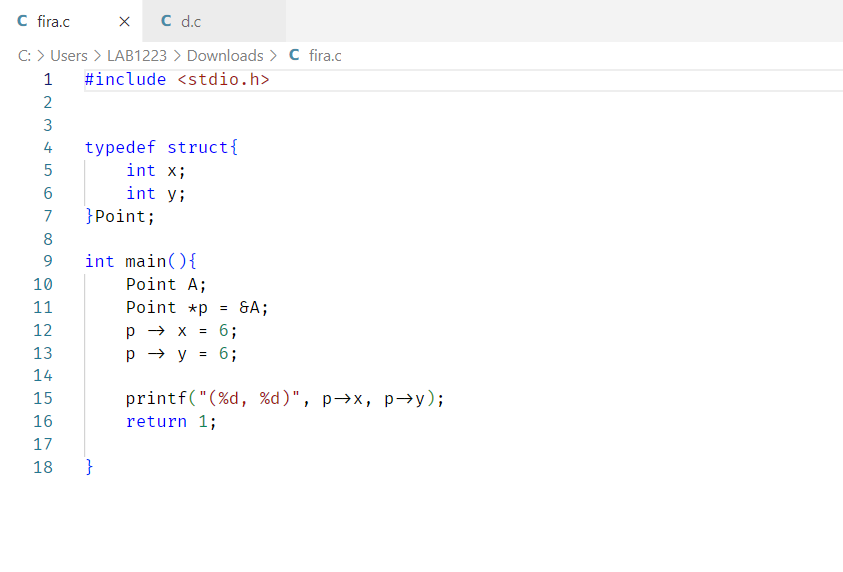 C fira.c × C d.c
C: > Users > LAB1223 > Downloads > C fira.c
1 #include <stdio.h>
2
3
4 typedef struct{
5     int x;
6     int y;
7 }Point;
8
9 int main(){
10     Point A;
11     Point *p = &A;
12     p -> x = 6;
13     p -> y = 6;
14
15     printf("(%d, %d)", p->x, p->y);
16     return 1;
17
18 }